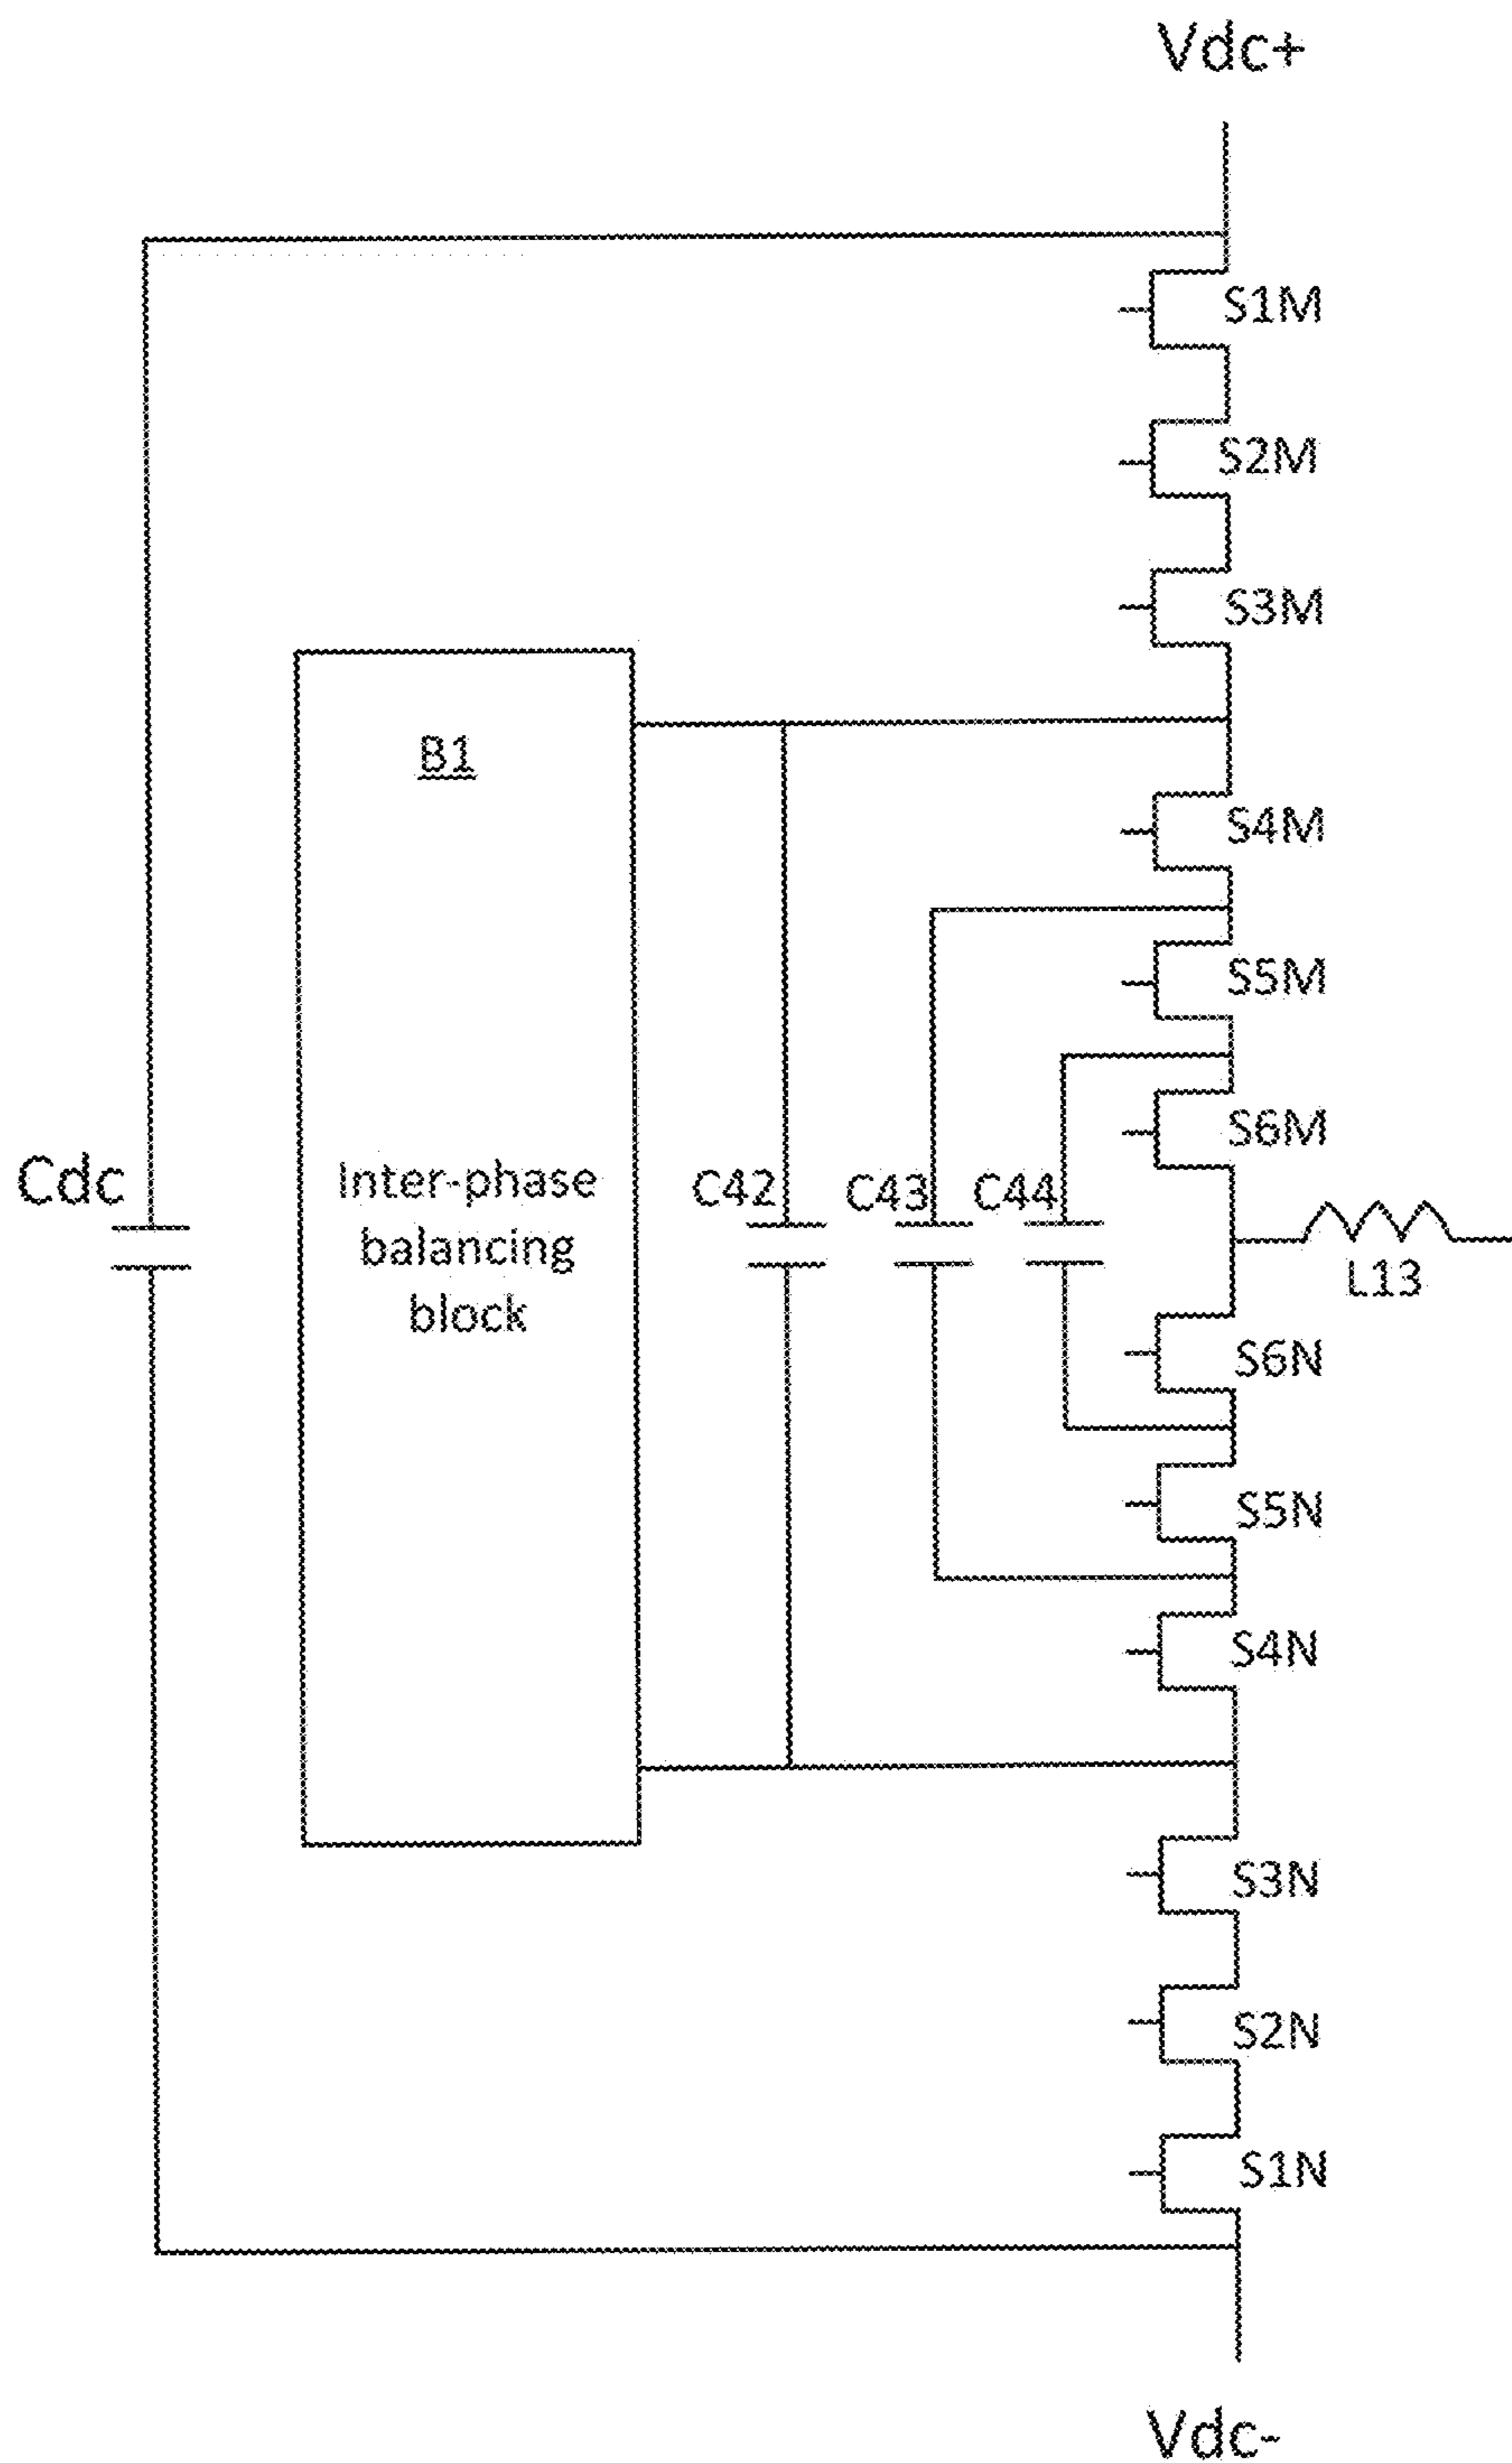 Vdc+
S1M
S2M
S3M
B1
S4M
S5M
S6M
Cdc
Inter-phase
balancing
block
C42
C43
C44
L13
S6N
S5N
S4N
S3N
S2N
S1N
Vdc-